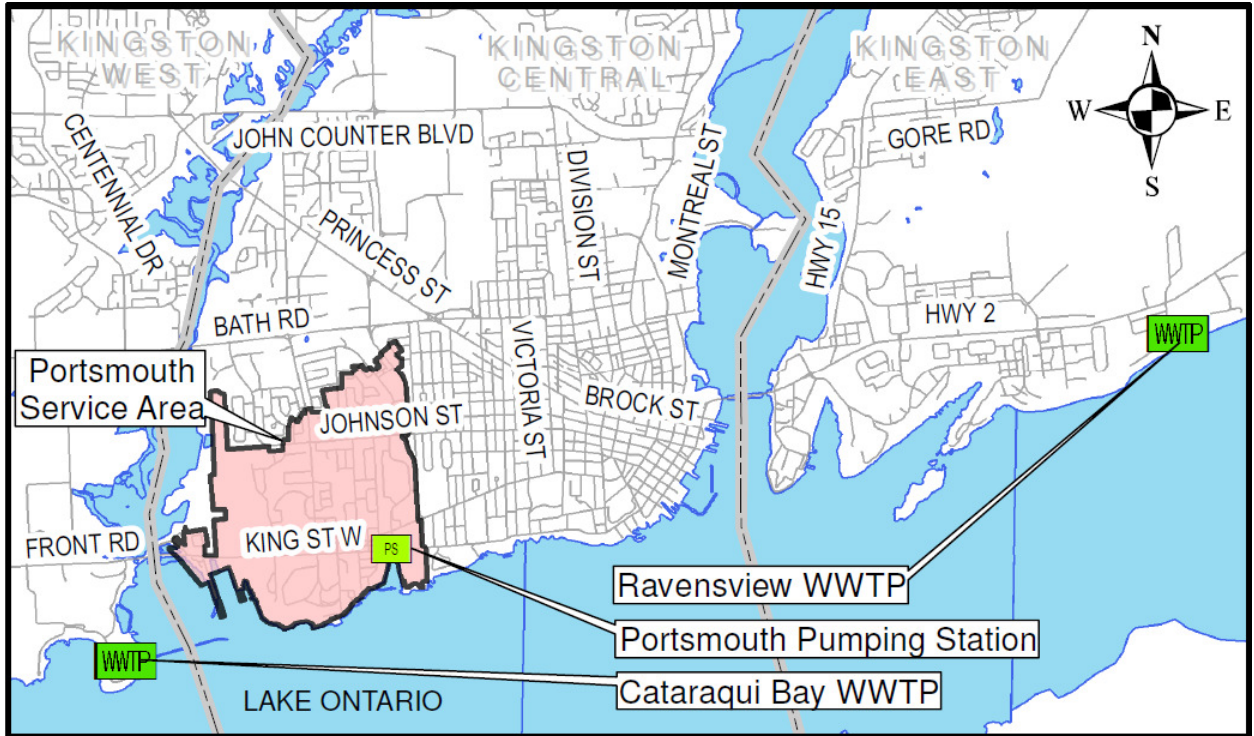 KINGSTON
WEST
KINGSTON
CENTRAL
KINGSTON
EAST
N
W
E
S
CENTENNIAL DR
JOHN COUNTER BLVD
DIVISION ST
MONTREAL ST
GORE RD
PRINCESS ST
HWY 15
BATH RD
VICTORIA ST
HWY 2
WWTP
Portsmouth
Service Area
JOHNSON ST
BROCK ST
FRONT RD
KING ST W
PS
Ravensview WWTP
Portsmouth Pumping Station
WWTP
Cataraqui Bay WWTP
LAKE ONTARIO